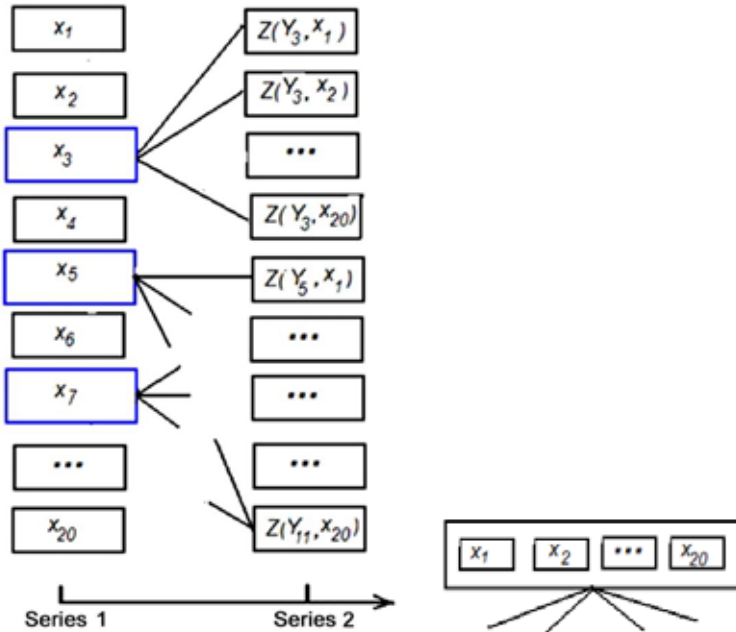 x1
x2
x3
x4
x5
x6
x7
...
x20
Z(Y3, x1)
Z(Y3, x2)
...
Z(Y3, x20)
Z(Y5, x1)
...
...
...
Z(Y11, x20)
Series 1
Series 2
x1 x2 ... x20